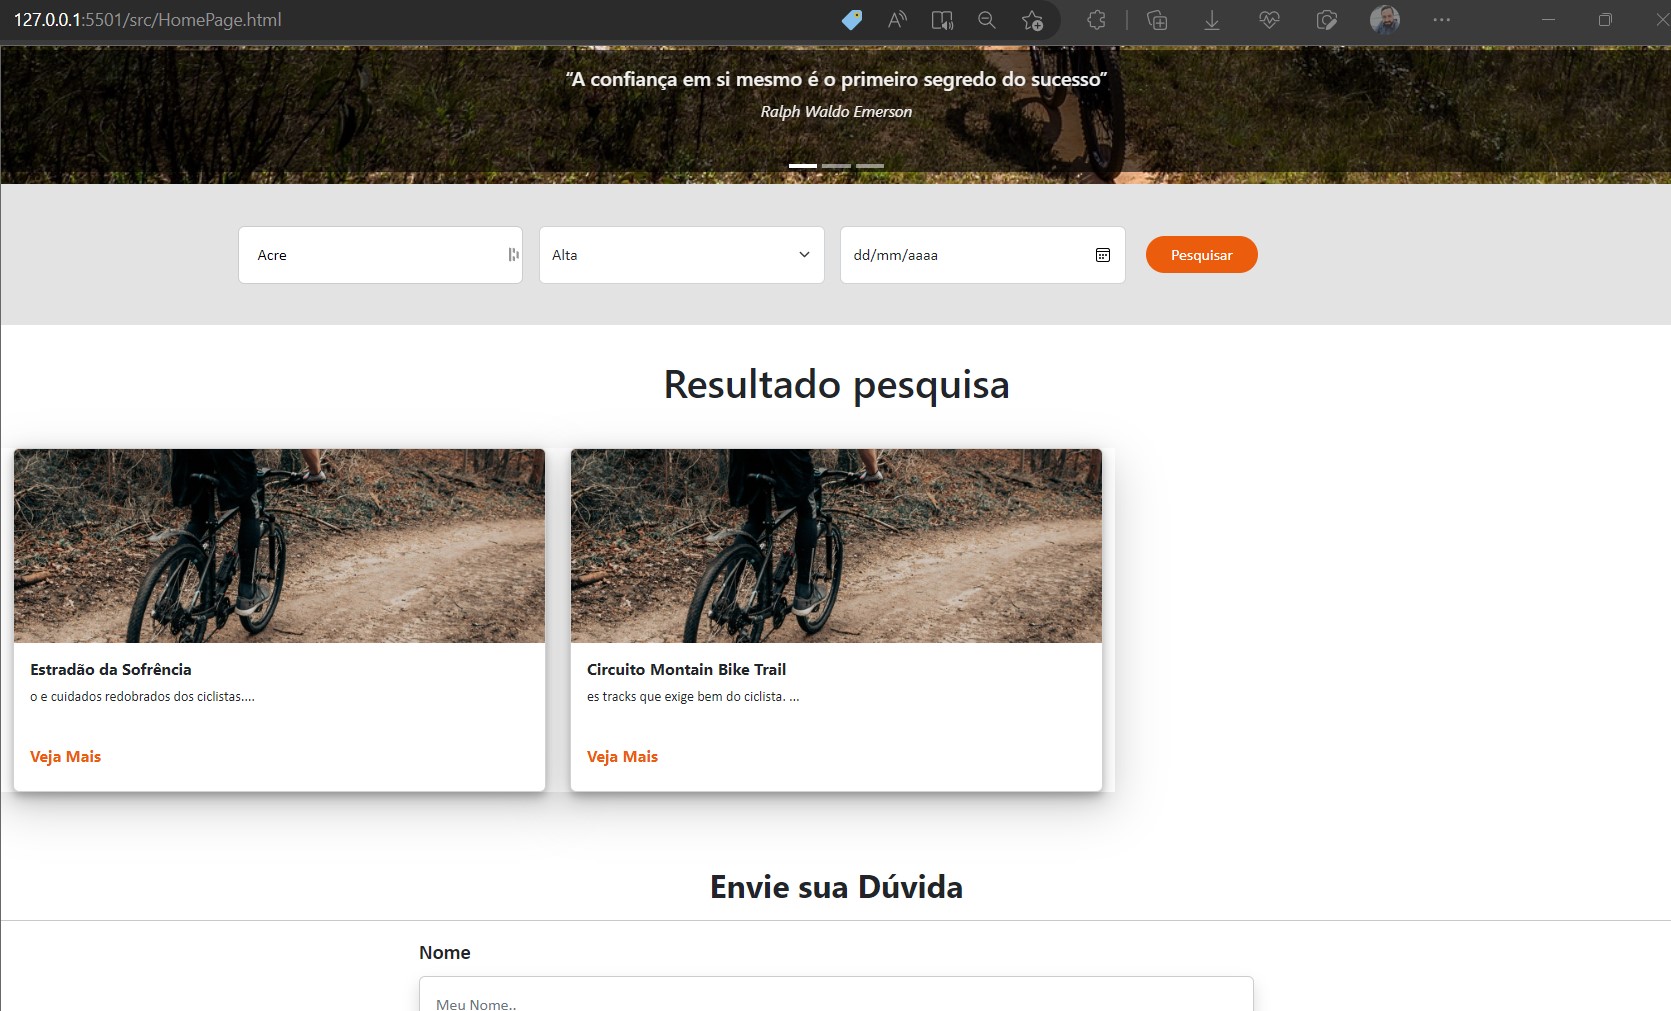 127.0.0.1:5501/src/HomePage.html
“A confiança em si mesmo é o primeiro segredo do sucesso”
Ralph Waldo Emerson
Acre
Alta
dd/mm/aaaa
Pesquisar
Resultado pesquisa
Estradão da Sofrência
o e cuidados redobrados dos ciclistas....
Veja Mais
Circuito Montain Bike Trail
es tracks que exige bem do ciclista. ...
Veja Mais
Envie sua Dúvida
Nome
Meu Nome..